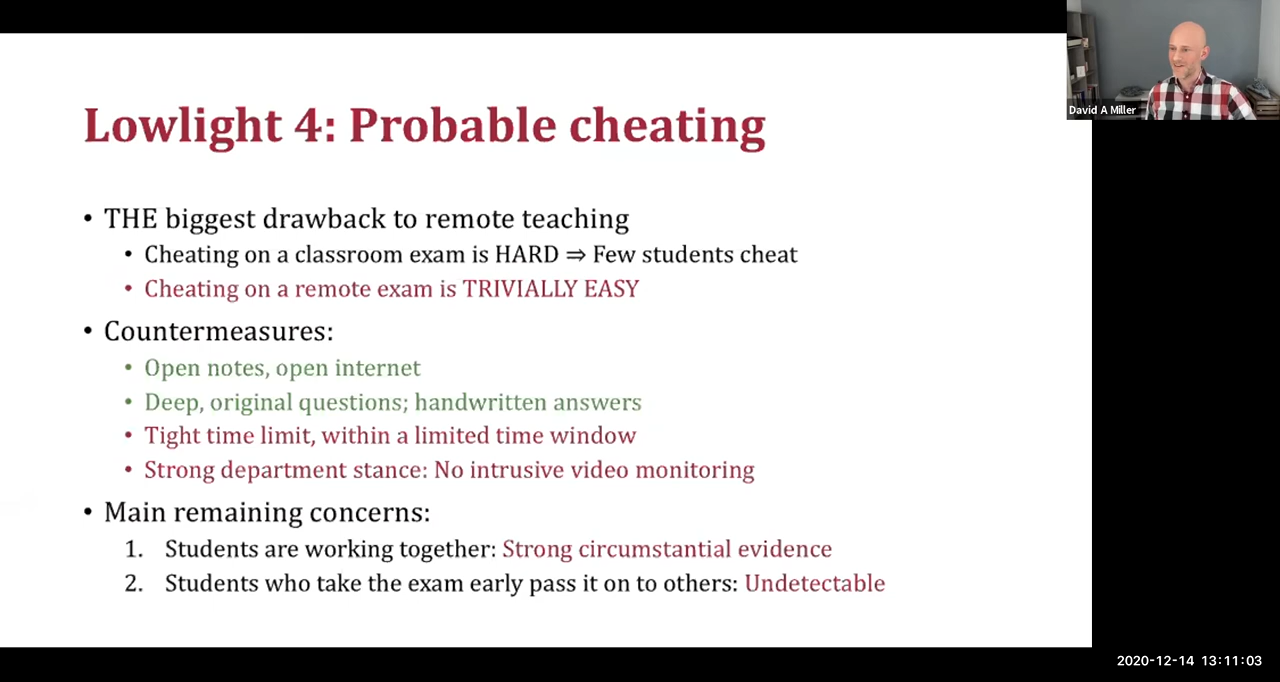 David A Miller
Lowlight 4: Probable cheating
• THE biggest drawback to remote teaching
• Cheating on a classroom exam is HARD ⇒ Few students cheat
• Cheating on a remote exam is TRIVIALLY EASY
• Countermeasures:
• Open notes, open internet
• Deep, original questions; handwritten answers
• Tight time limit, within a limited time window
• Strong department stance: No intrusive video monitoring
• Main remaining concerns:
1. Students are working together: Strong circumstantial evidence
2. Students who take the exam early pass it on to others: Undetectable
2020-12-14 13:11:03